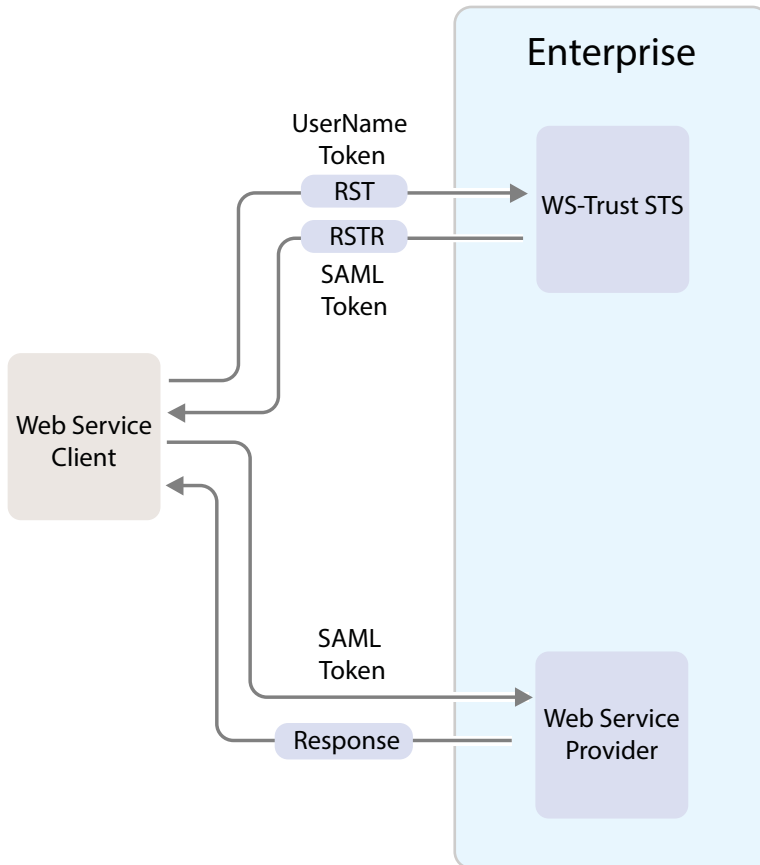 Enterprise
UserName
Token
RST
WS-Trust STS
RSTR
SAML
Token
Web Service
Client
SAML
Token
Web Service
Provider
Response